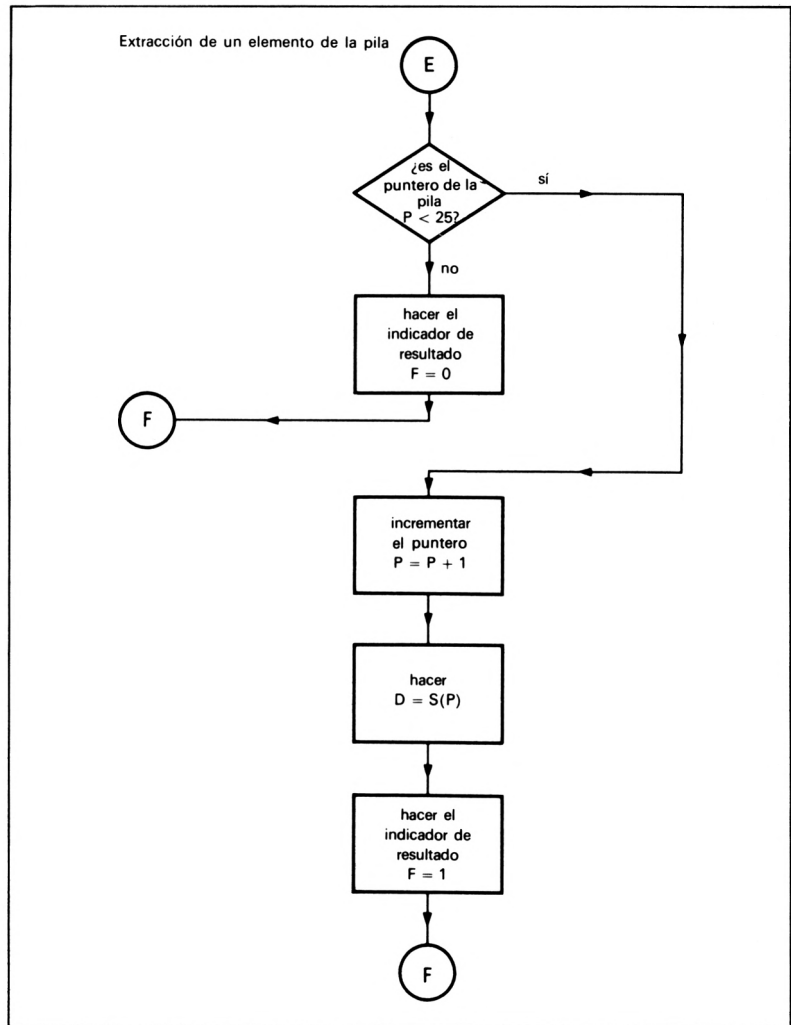 Extracción de un elemento de la pila
E
¿es el
puntero de la
pila
P < 25?
sí
no
hacer el
indicador de
resultado
F = 0
F
incrementar
el puntero
P = P + 1
hacer
D = S(P)
hacer el
indicador de
resultado
F = 1
F